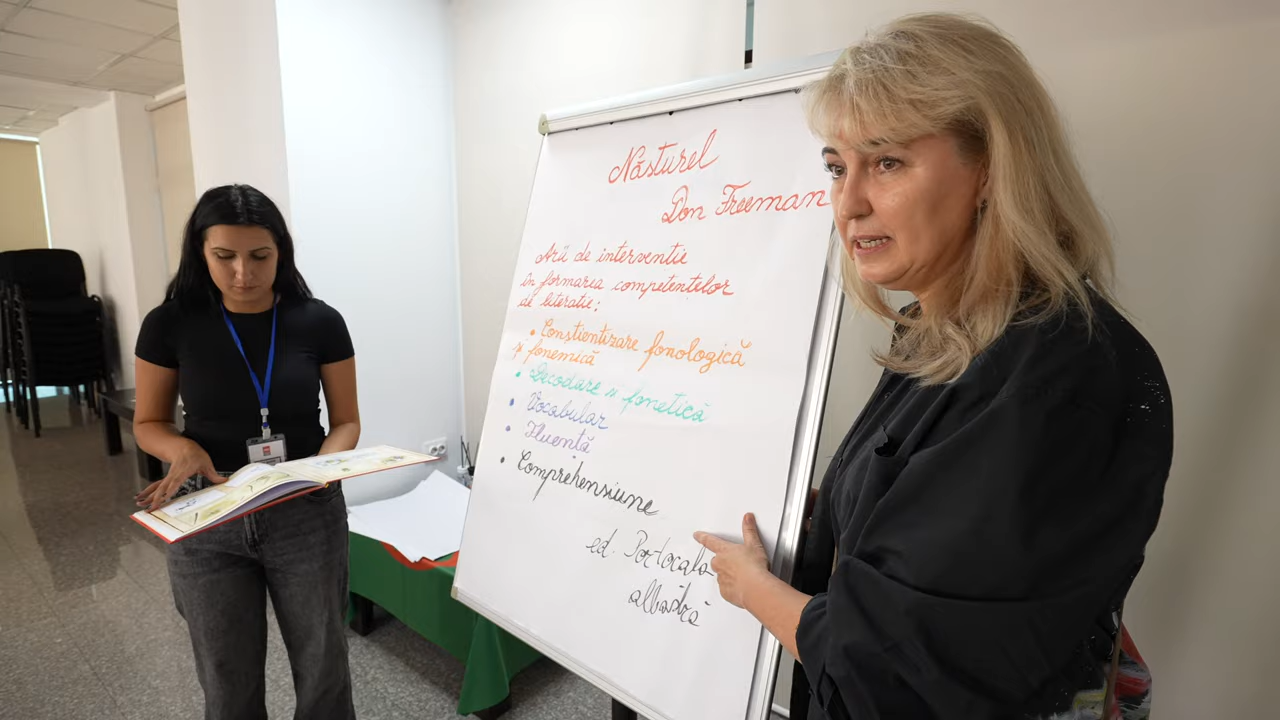 Năsturel
Don Freeman
Arii de intervenție
în formarea competențelor
de literație:
• Conștientizare fonologică
și fonemică
• Decodare și fonetică
• Vocabular
• Fluență
• Comprehensiune
ed. Portocala
albastră